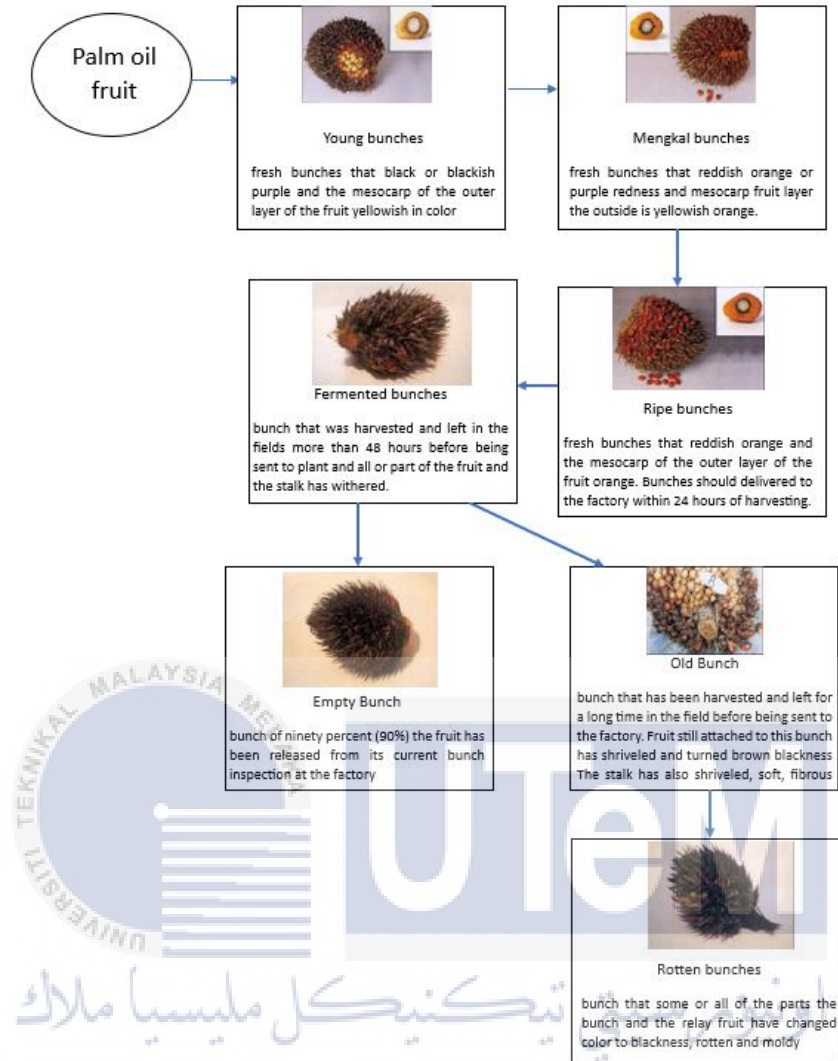 Palm oil
fruit
Young bunches
fresh bunches that black or blackish
purple and the mesocarp of the outer
layer of the fruit yellowish in color
Mengkal bunches
fresh bunches that reddish orange or
purple redness and mesocarp fruit layer
the outside is yellowish orange.
Ripe bunches
fresh bunches that reddish orange and
the mesocarp of the outer layer of the
fruit orange. Bunches should delivered to
the factory within 24 hours of harvesting.
Fermented bunches
bunch that was harvested and left in the
fields more than 48 hours before being
sent to plant and all or part of the fruit and
the stalk has withered.
Empty Bunch
bunch of ninety percent (90%) the fruit has
been released from its current bunch
inspection at the factory
Old Bunch
bunch that has been harvested and left for
a long time in the field before being sent to
the factory. Fruit still attached to this bunch
has shriveled and turned brown blackness
The stalk has also shriveled, soft, fibrous
Rotten bunches
bunch that some or all of the parts the
bunch and the relay fruit have changed
color to blackness, rotten and moldy
UNIVERSITI TEKNIKAL MALAYSIA MELAKA
UTeM
اونيورسيتي تيكنيكل مليسيا ملاك